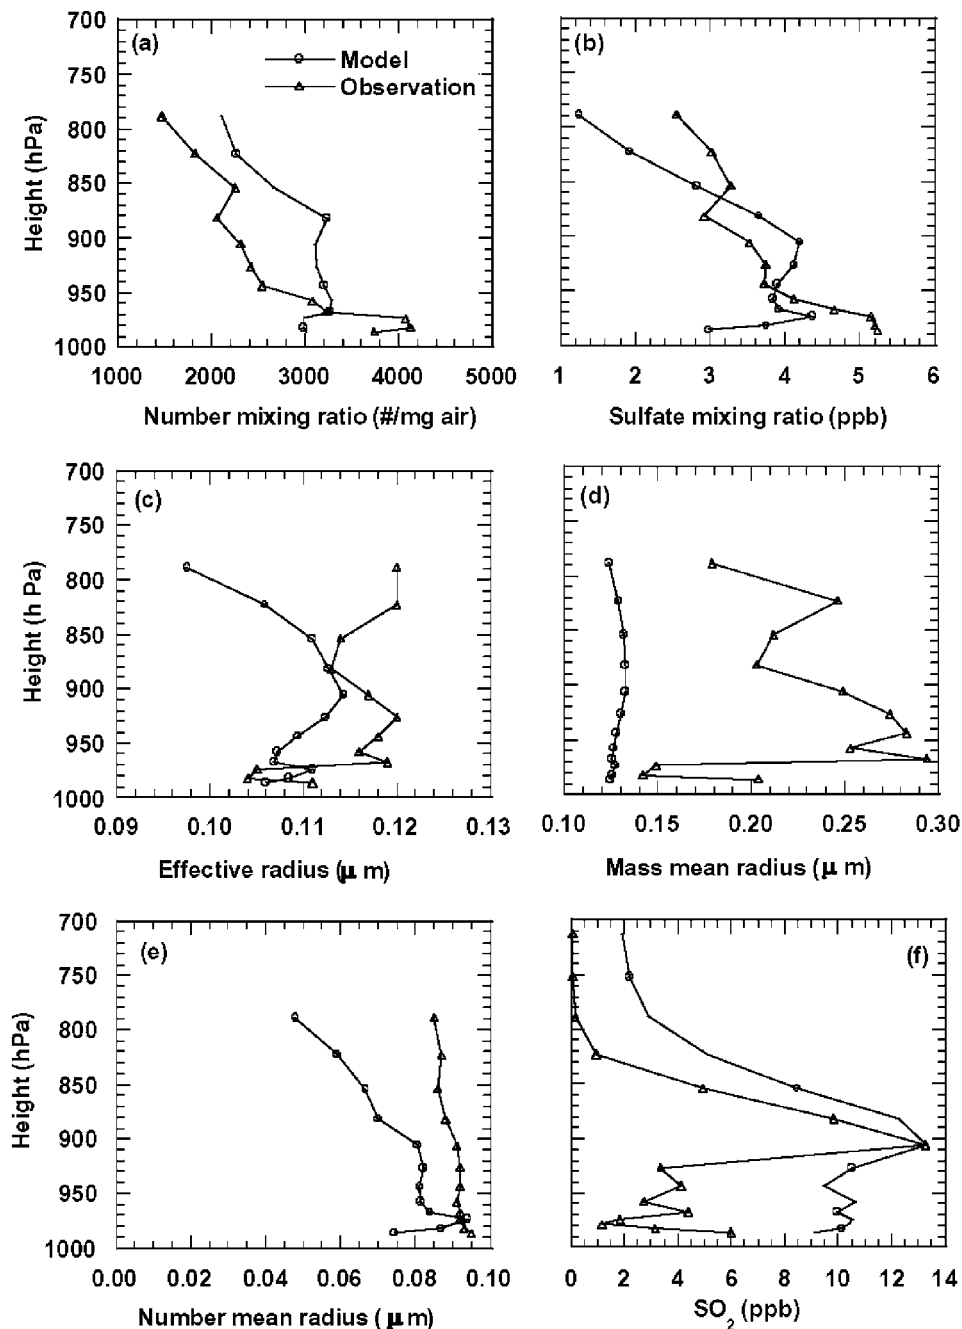 700
750
800
850
900
950
1000
Height (hPa)
(a)
Model
Observation
1000 2000 3000 4000 5000
Number mixing ratio (#/mg air)
(b)
1 2 3 4 5 6
Sulfate mixing ratio (ppb)
700
750
800
850
900
950
1000
Height (h Pa)
(c)
0.09 0.10 0.11 0.12 0.13
Effective radius (μ m)
(d)
0.10 0.15 0.20 0.25 0.30
Mass mean radius (μ m)
700
750
800
850
900
950
1000
Height (hPa)
(e)
0.00 0.02 0.04 0.06 0.08 0.10
Number mean radius ( μ m)
(f)
0 2 4 6 8 10 12 14
SO2 (ppb)